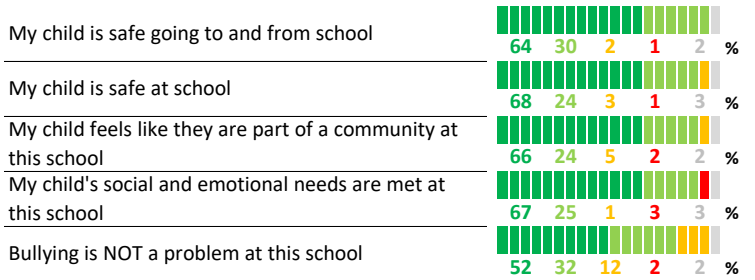 My child is safe going to and from school
64 30 2 1 2 %
My child is safe at school
68 24 3 1 3 %
My child feels like they are part of a community at
this school
66 24 5 2 2 %
My child's social and emotional needs are met at
this school
67 25 1 3 3 %
Bullying is NOT a problem at this school
52 32 12 2 2 %